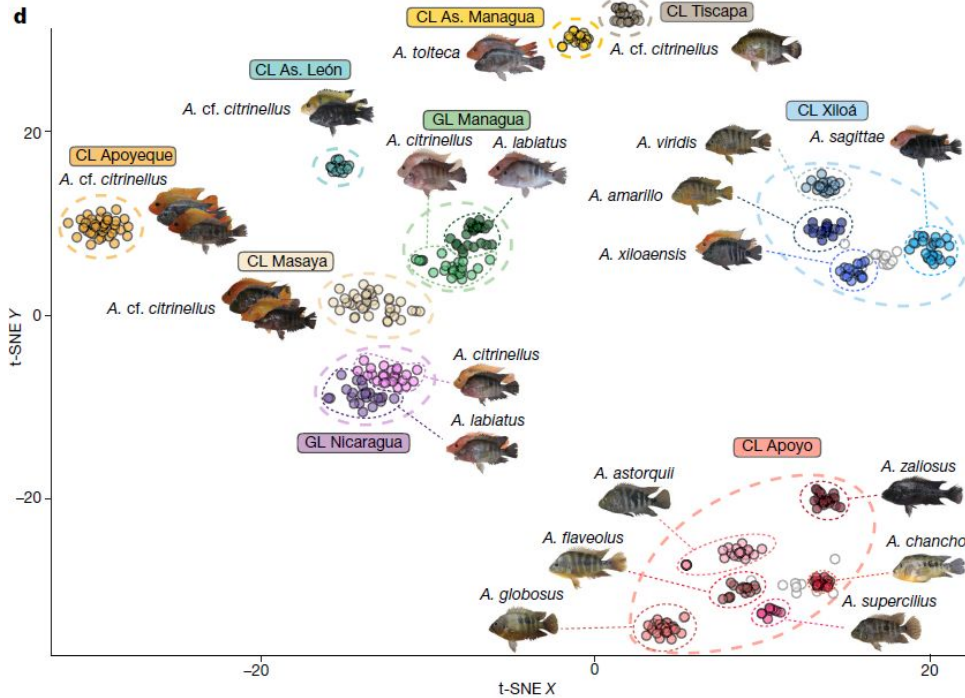 d
CL As. Managua
CL Tiscapa
A. tolteca
A. cf. citrinellus
CL As. León
A. cf. citrinellus
GL Managua
A. citrinellus
A. labiatus
CL Xiloá
A. viridis
A. sagittae
A. amarillo
A. xiloaensis
CL Apoyeque
A. cf. citrinellus
CL Masaya
A. cf. citrinellus
A. citrinellus
A. labiatus
GL Nicaragua
CL Apoyo
A. astorquii
A. zaliosus
A. flaveolus
A. chancho
A. globosus
A. supercilius
20
0
–20
t-SNE Y
–20
0
20
t-SNE X